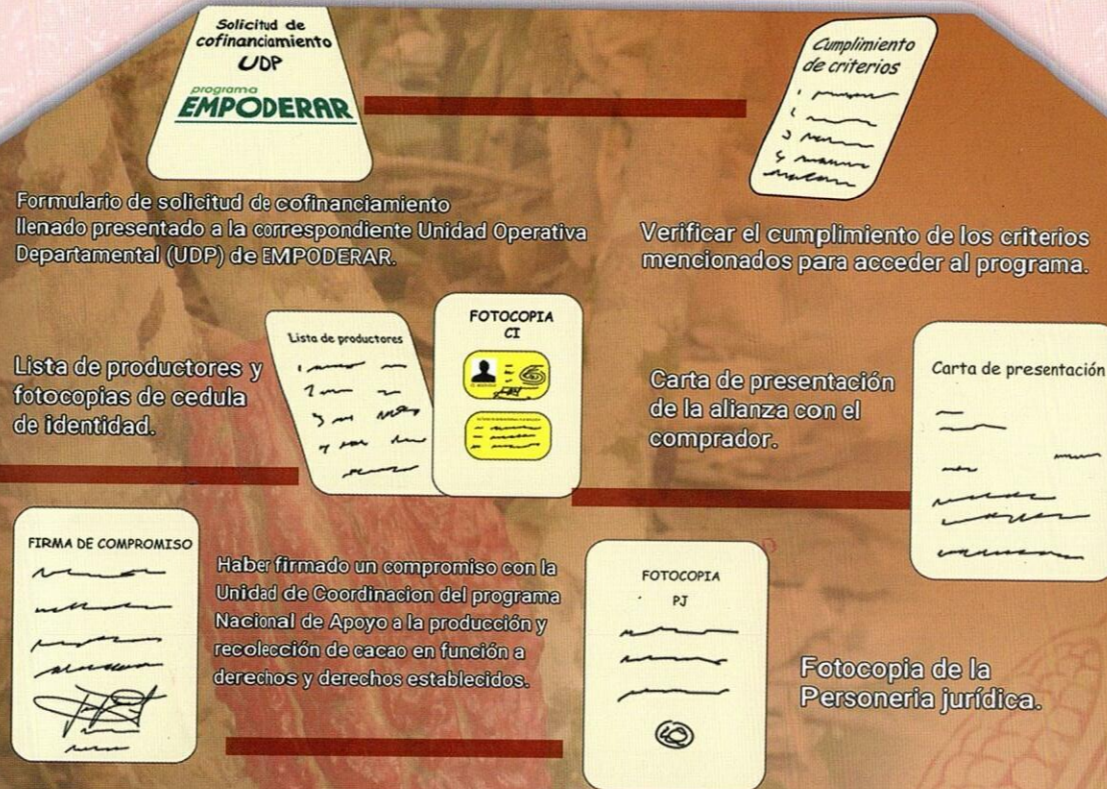 Solicitud de
cofinanciamiento
UDP
programa
EMPODERAR
Cumplimiento
de criterios
Formulario de solicitud de cofinanciamiento
llenado presentado a la correspondiente Unidad Operativa
Departamental (UDP) de EMPODERAR.
Verificar el cumplimiento de los criterios
mencionados para acceder al programa.
Lista de productores y
fotocopias de cedula
de identidad.
Lista de productores
FOTOCOPIA
CI
Carta de presentación
de la alianza con el
comprador.
Carta de presentación
FIRMA DE COMPROMISO
Haber firmado un compromiso con la
Unidad de Coordinacion del programa
Nacional de Apoyo a la producción y
recolección de cacao en función a
derechos y derechos establecidos.
FOTOCOPIA
PJ
Fotocopia de la
Personeria jurídica.